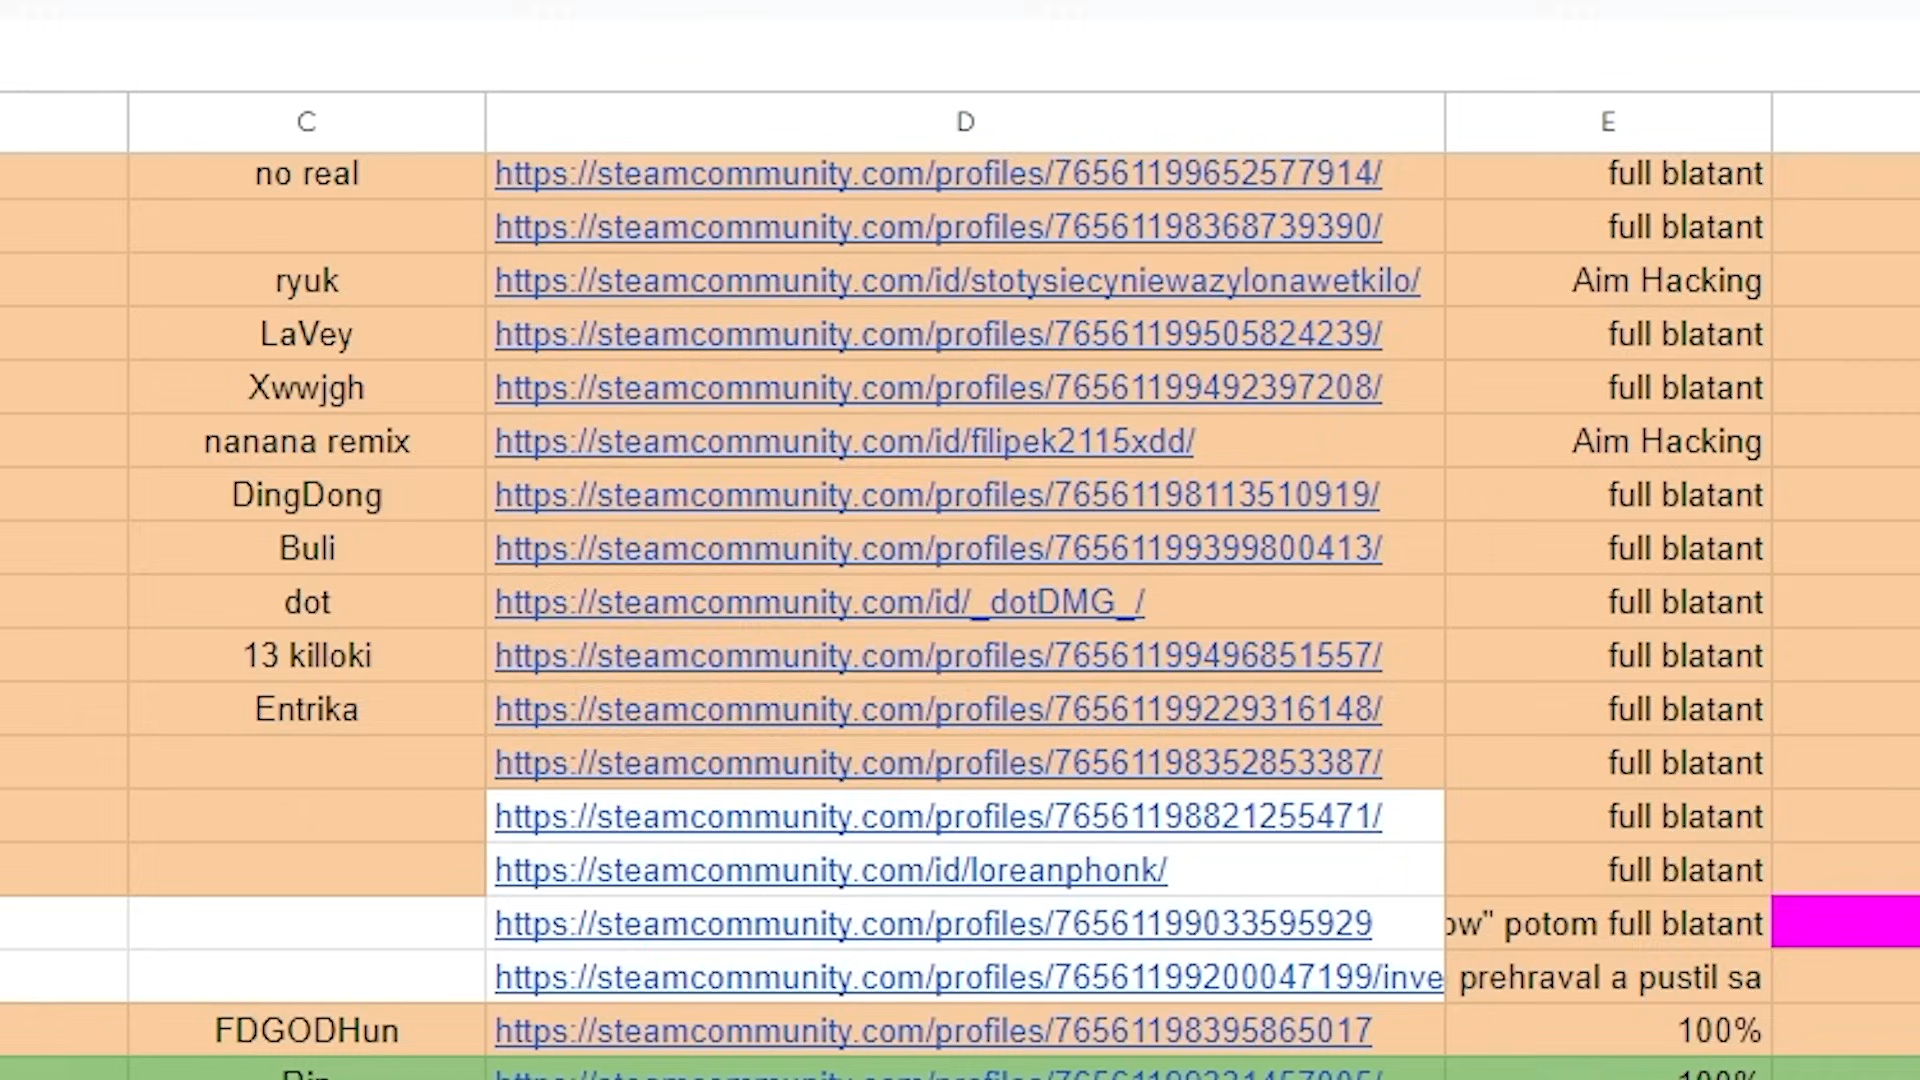 C D E
no real https://steamcommunity.com/profiles/76561199652577914/ full blatant
https://steamcommunity.com/profiles/76561198368739390/ full blatant
ryuk https://steamcommunity.com/id/stotysiecyniewazylonawetkilo/ Aim Hacking
LaVey https://steamcommunity.com/profiles/76561199505824239/ full blatant
Xwwjgh https://steamcommunity.com/profiles/76561199492397208/ full blatant
nanana remix https://steamcommunity.com/id/filipek2115xdd/ Aim Hacking
DingDong https://steamcommunity.com/profiles/76561198113510919/ full blatant
Buli https://steamcommunity.com/profiles/76561199399800413/ full blatant
dot https://steamcommunity.com/id/_dotDMG_/ full blatant
13 killoki https://steamcommunity.com/profiles/76561199496851557/ full blatant
Entrika https://steamcommunity.com/profiles/76561199229316148/ full blatant
https://steamcommunity.com/profiles/76561198352853387/ full blatant
https://steamcommunity.com/profiles/76561198821255471/ full blatant
https://steamcommunity.com/id/loreanphonk/ full blatant
https://steamcommunity.com/profiles/76561199033595929 ow" potom full blatant
https://steamcommunity.com/profiles/76561199200047199/inve prehraval a pustil sa
FDGODHun https://steamcommunity.com/profiles/76561198395865017 100%
100%